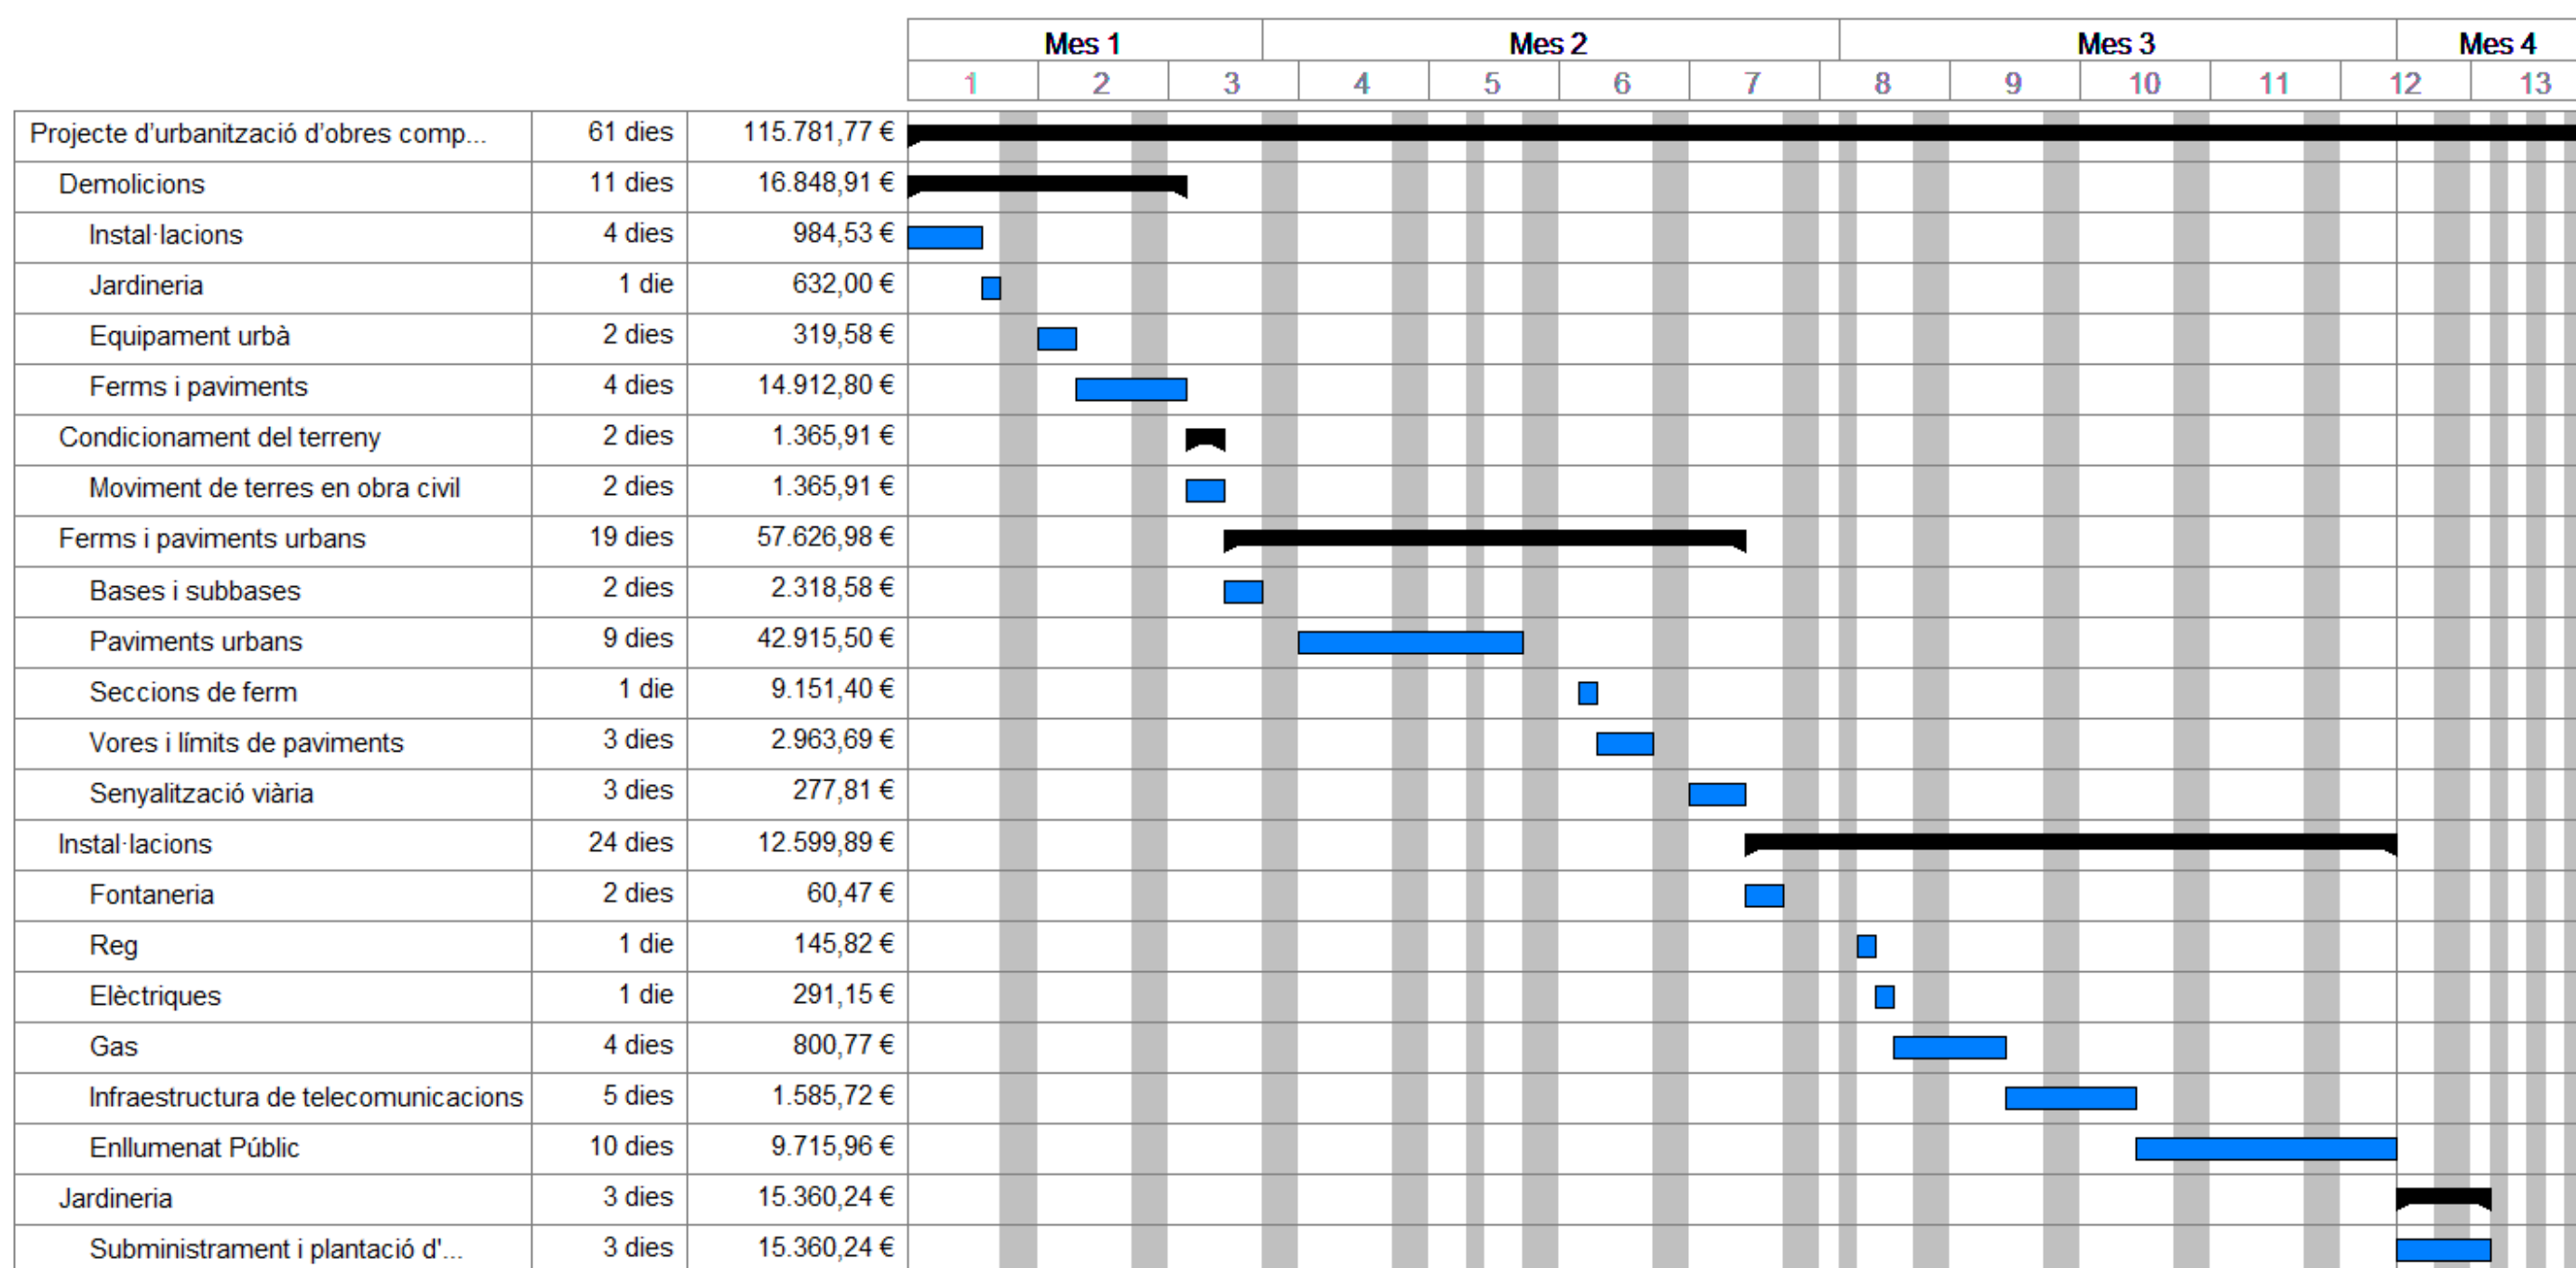 Mes 1 Mes 2 Mes 3 Mes 4
1 2 3 4 5 6 7 8 9 10 11 12 13
Projecte d'urbanització d'obres comp... 61 dies 115.781,77 €
Demolicions 11 dies 16.848,91 €
Instal·lacions 4 dies 984,53 €
Jardineria 1 die 632,00 €
Equipament urbà 2 dies 319,58 €
Ferms i paviments 4 dies 14.912,80 €
Condicionament del terreny 2 dies 1.365,91 €
Moviment de terres en obra civil 2 dies 1.365,91 €
Ferms i paviments urbans 19 dies 57.626,98 €
Bases i subbases 2 dies 2.318,58 €
Paviments urbans 9 dies 42.915,50 €
Seccions de ferm 1 die 9.151,40 €
Vores i límits de paviments 3 dies 2.963,69 €
Senyalització viària 3 dies 277,81 €
Instal·lacions 24 dies 12.599,89 €
Fontaneria 2 dies 60,47 €
Reg 1 die 145,82 €
Elèctriques 1 die 291,15 €
Gas 4 dies 800,77 €
Infraestructura de telecomunicacions 5 dies 1.585,72 €
Enllumenat Públic 10 dies 9.715,96 €
Jardineria 3 dies 15.360,24 €
Subministrament i plantació d'... 3 dies 15.360,24 €